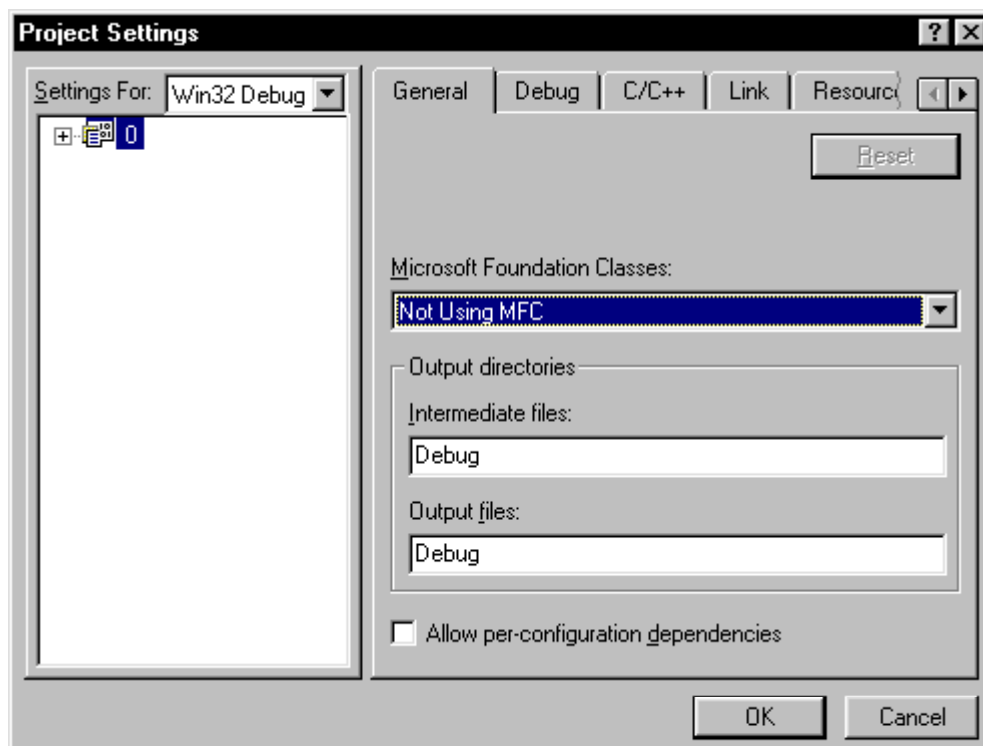 Project Settings
Settings For: Win32 Debug
0
General Debug C/C++ Link
Reset
Microsoft Foundation Classes:
Not Using MFC
Output directories
Intermediate files:
Debug
Output files:
Debug
Allow per-configuration dependencies
OK Cancel